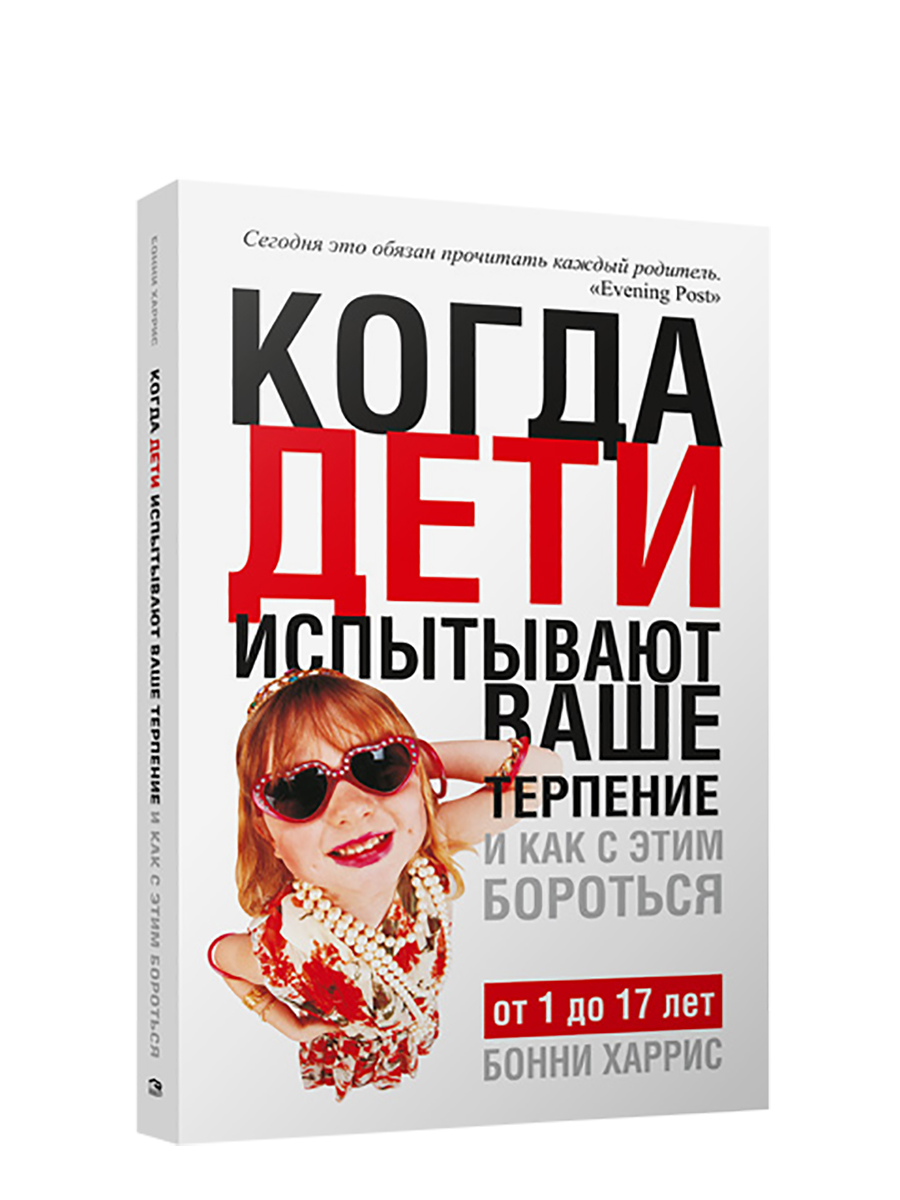 Сегодня это обязан прочитать каждый родитель.
«Evening Post»
КОГДА
ДЕТИ
ИСПЫТЫВАЮТ
ВАШЕ
ТЕРПЕНИЕ
И КАК С ЭТИМ
БОРОТЬСЯ
от 1 до 17 лет
БОННИ ХАРРИС
БОННИ ХАРРИС КОГДА ДЕТИ ИСПЫТЫВАЮТ ВАШЕ ТЕРПЕНИЕ И КАК С ЭТИМ БОРОТЬСЯ